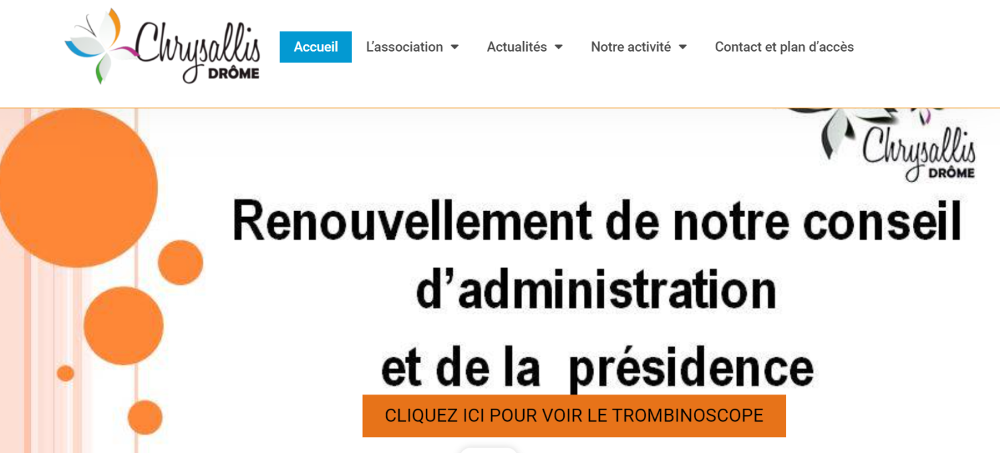 Chrysallis
DRÔME
Accueil L’association Actualités Notre activité Contact et plan d’accès
Chrysallis
DRÔME
Renouvellement de notre conseil
d’administration
et de la présidence
CLIQUEZ ICI POUR VOIR LE TROMBINOSCOPE